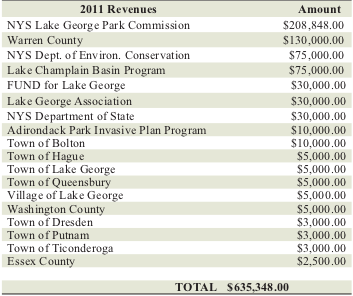 2011 Revenues Amount
NYS Lake George Park Commission $208,848.00
Warren County $130,000.00
NYS Dept. of Environ. Conservation $75,000.00
Lake Champlain Basin Program $75,000.00
FUND for Lake George $30,000.00
Lake George Association $30,000.00
NYS Department of State $30,000.00
Adirondack Park Invasive Plan Program $10,000.00
Town of Bolton $10,000.00
Town of Hague $5,000.00
Town of Lake George $5,000.00
Town of Queensbury $5,000.00
Village of Lake George $5,000.00
Washington County $5,000.00
Town of Dresden $3,000.00
Town of Putnam $3,000.00
Town of Ticonderoga $3,000.00
Essex County $2,500.00
TOTAL $635,348.00